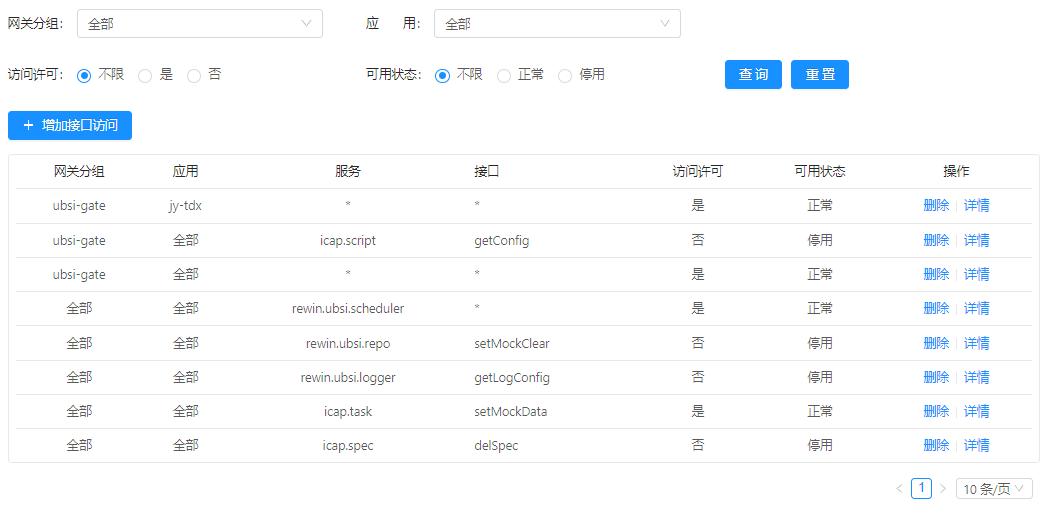 网关分组: 全部 应 用: 全部
访问许可: 不限 是 否 可用状态: 不限 正常 停用 查 询 重 置
+ 增加接口访问
网关分组 应用 服务 接口 访问许可 可用状态 操作
ubsi-gate jy-tdx * * 是 正常 删除 详情
ubsi-gate 全部 icap.script getConfig 否 停用 删除 详情
ubsi-gate 全部 * * 是 正常 删除 详情
全部 全部 rewin.ubsi.scheduler * 是 正常 删除 详情
全部 全部 rewin.ubsi.repo setMockClear 否 停用 删除 详情
全部 全部 rewin.ubsi.logger getLogConfig 否 停用 删除 详情
全部 全部 icap.task setMockData 是 正常 删除 详情
全部 全部 icap.spec delSpec 否 停用 删除 详情
< 1 > 10 条/页